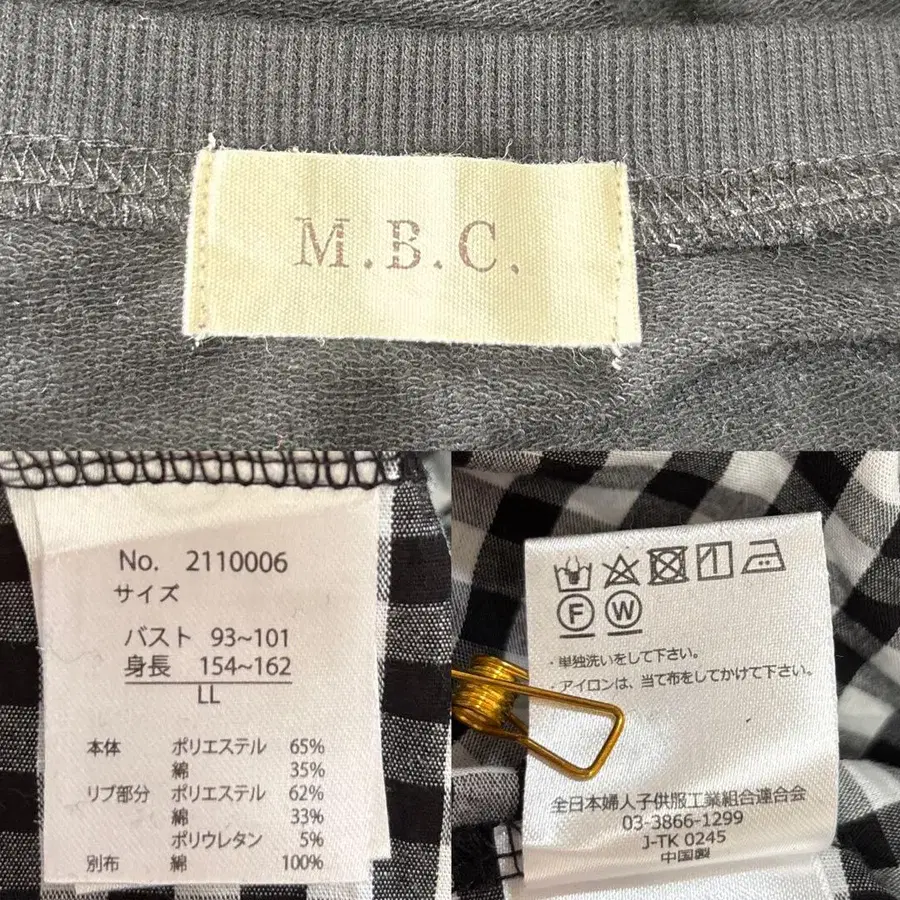 M.B.C.
No. 2110006
サイズ
バスト 93~101
身長 154~162
LL
本体 ポリエステル 65%
綿 35%
リブ部分 ポリエステル 62%
綿 33%
ポリウレタン 5%
別布 綿 100%
F W
・単独洗いをして下さい。
・アイロンは、当て布をしてかけて下さい。
全日本婦人子供服工業組合連合会
03-3866-1299
J-TK 0245
中国製